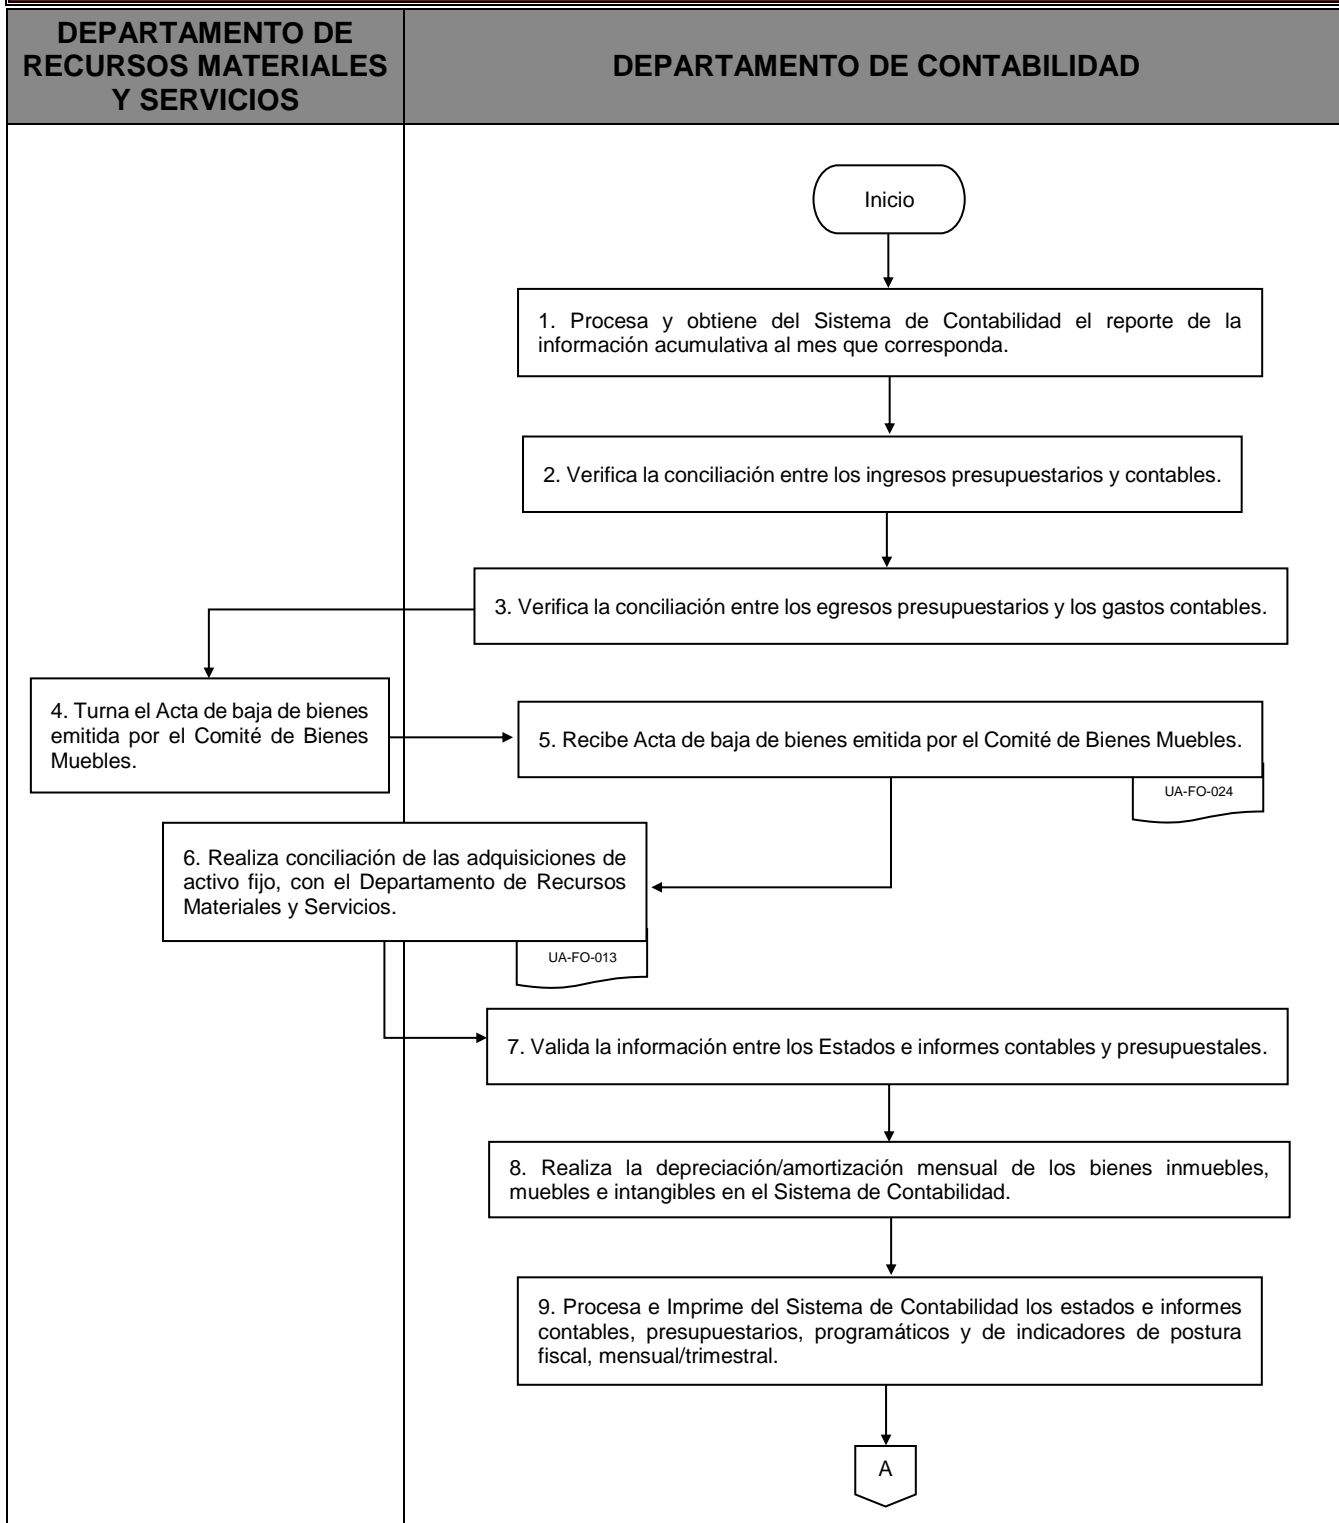 DEPARTAMENTO DE
RECURSOS MATERIALES
Y SERVICIOS
DEPARTAMENTO DE CONTABILIDAD
Inicio
1. Procesa y obtiene del Sistema de Contabilidad el reporte de la
información acumulativa al mes que corresponda.
2. Verifica la conciliación entre los ingresos presupuestarios y contables.
3. Verifica la conciliación entre los egresos presupuestarios y los gastos contables.
4. Turna el Acta de baja de bienes
emitida por el Comité de Bienes
Muebles.
5. Recibe Acta de baja de bienes emitida por el Comité de Bienes Muebles.
UA-FO-024
6. Realiza conciliación de las adquisiciones de
activo fijo, con el Departamento de Recursos
Materiales y Servicios.
UA-FO-013
7. Valida la información entre los Estados e informes contables y presupuestales.
8. Realiza la depreciación/amortización mensual de los bienes inmuebles,
muebles e intangibles en el Sistema de Contabilidad.
9. Procesa e Imprime del Sistema de Contabilidad los estados e informes
contables, presupuestarios, programáticos y de indicadores de postura
fiscal, mensual/trimestral.
A